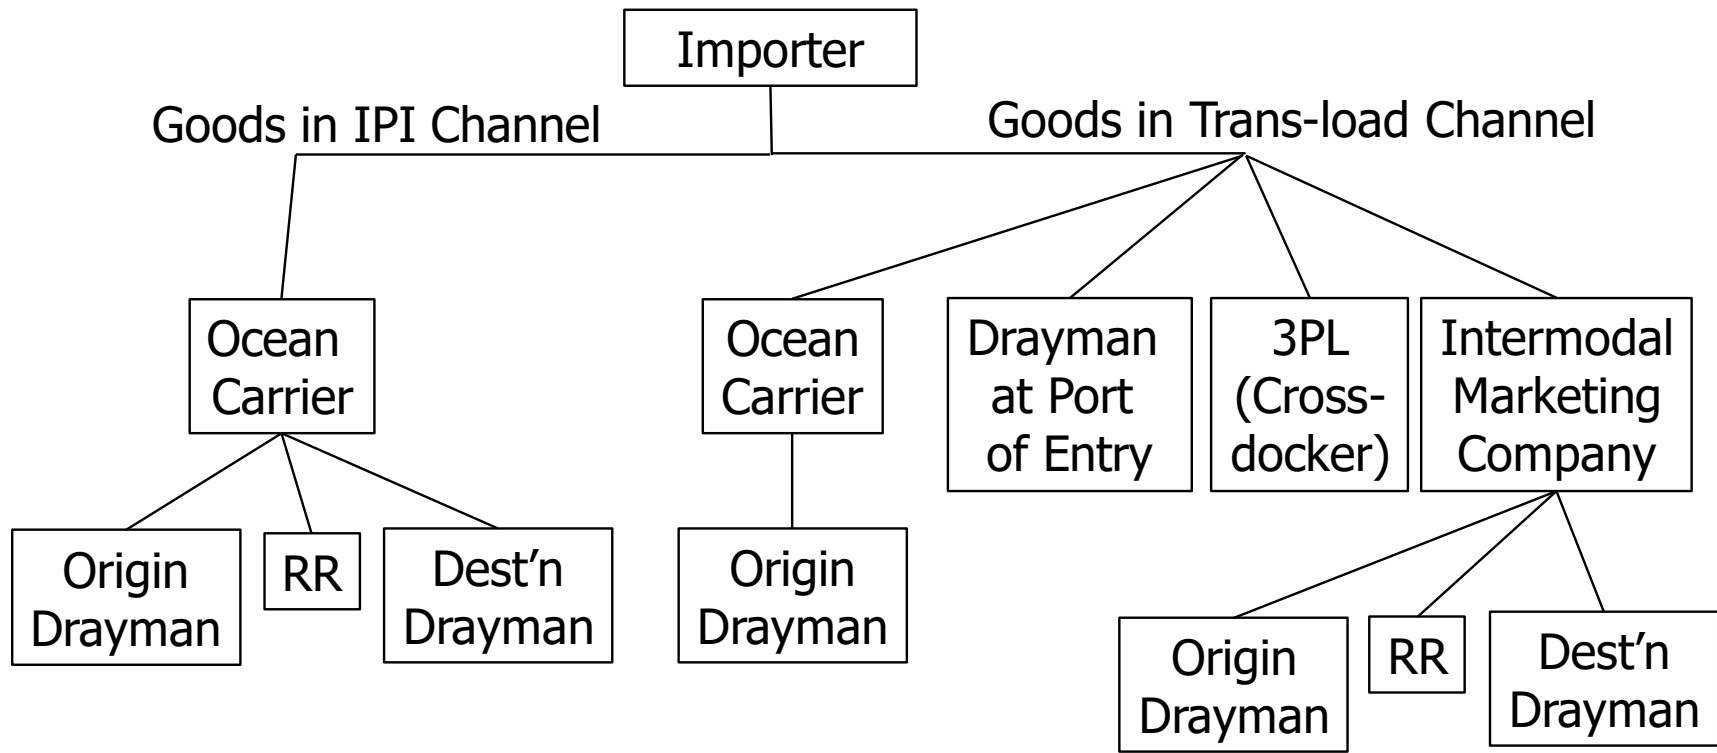 Importer
Goods in IPI Channel
Goods in Trans-load Channel
Ocean
Carrier
Ocean
Carrier
Drayman
at Port
of Entry
3PL
(Cross-
docker)
Intermodal
Marketing
Company
Origin
Drayman
RR
Dest’n
Drayman
Origin
Drayman
Origin
Drayman
RR
Dest’n
Drayman